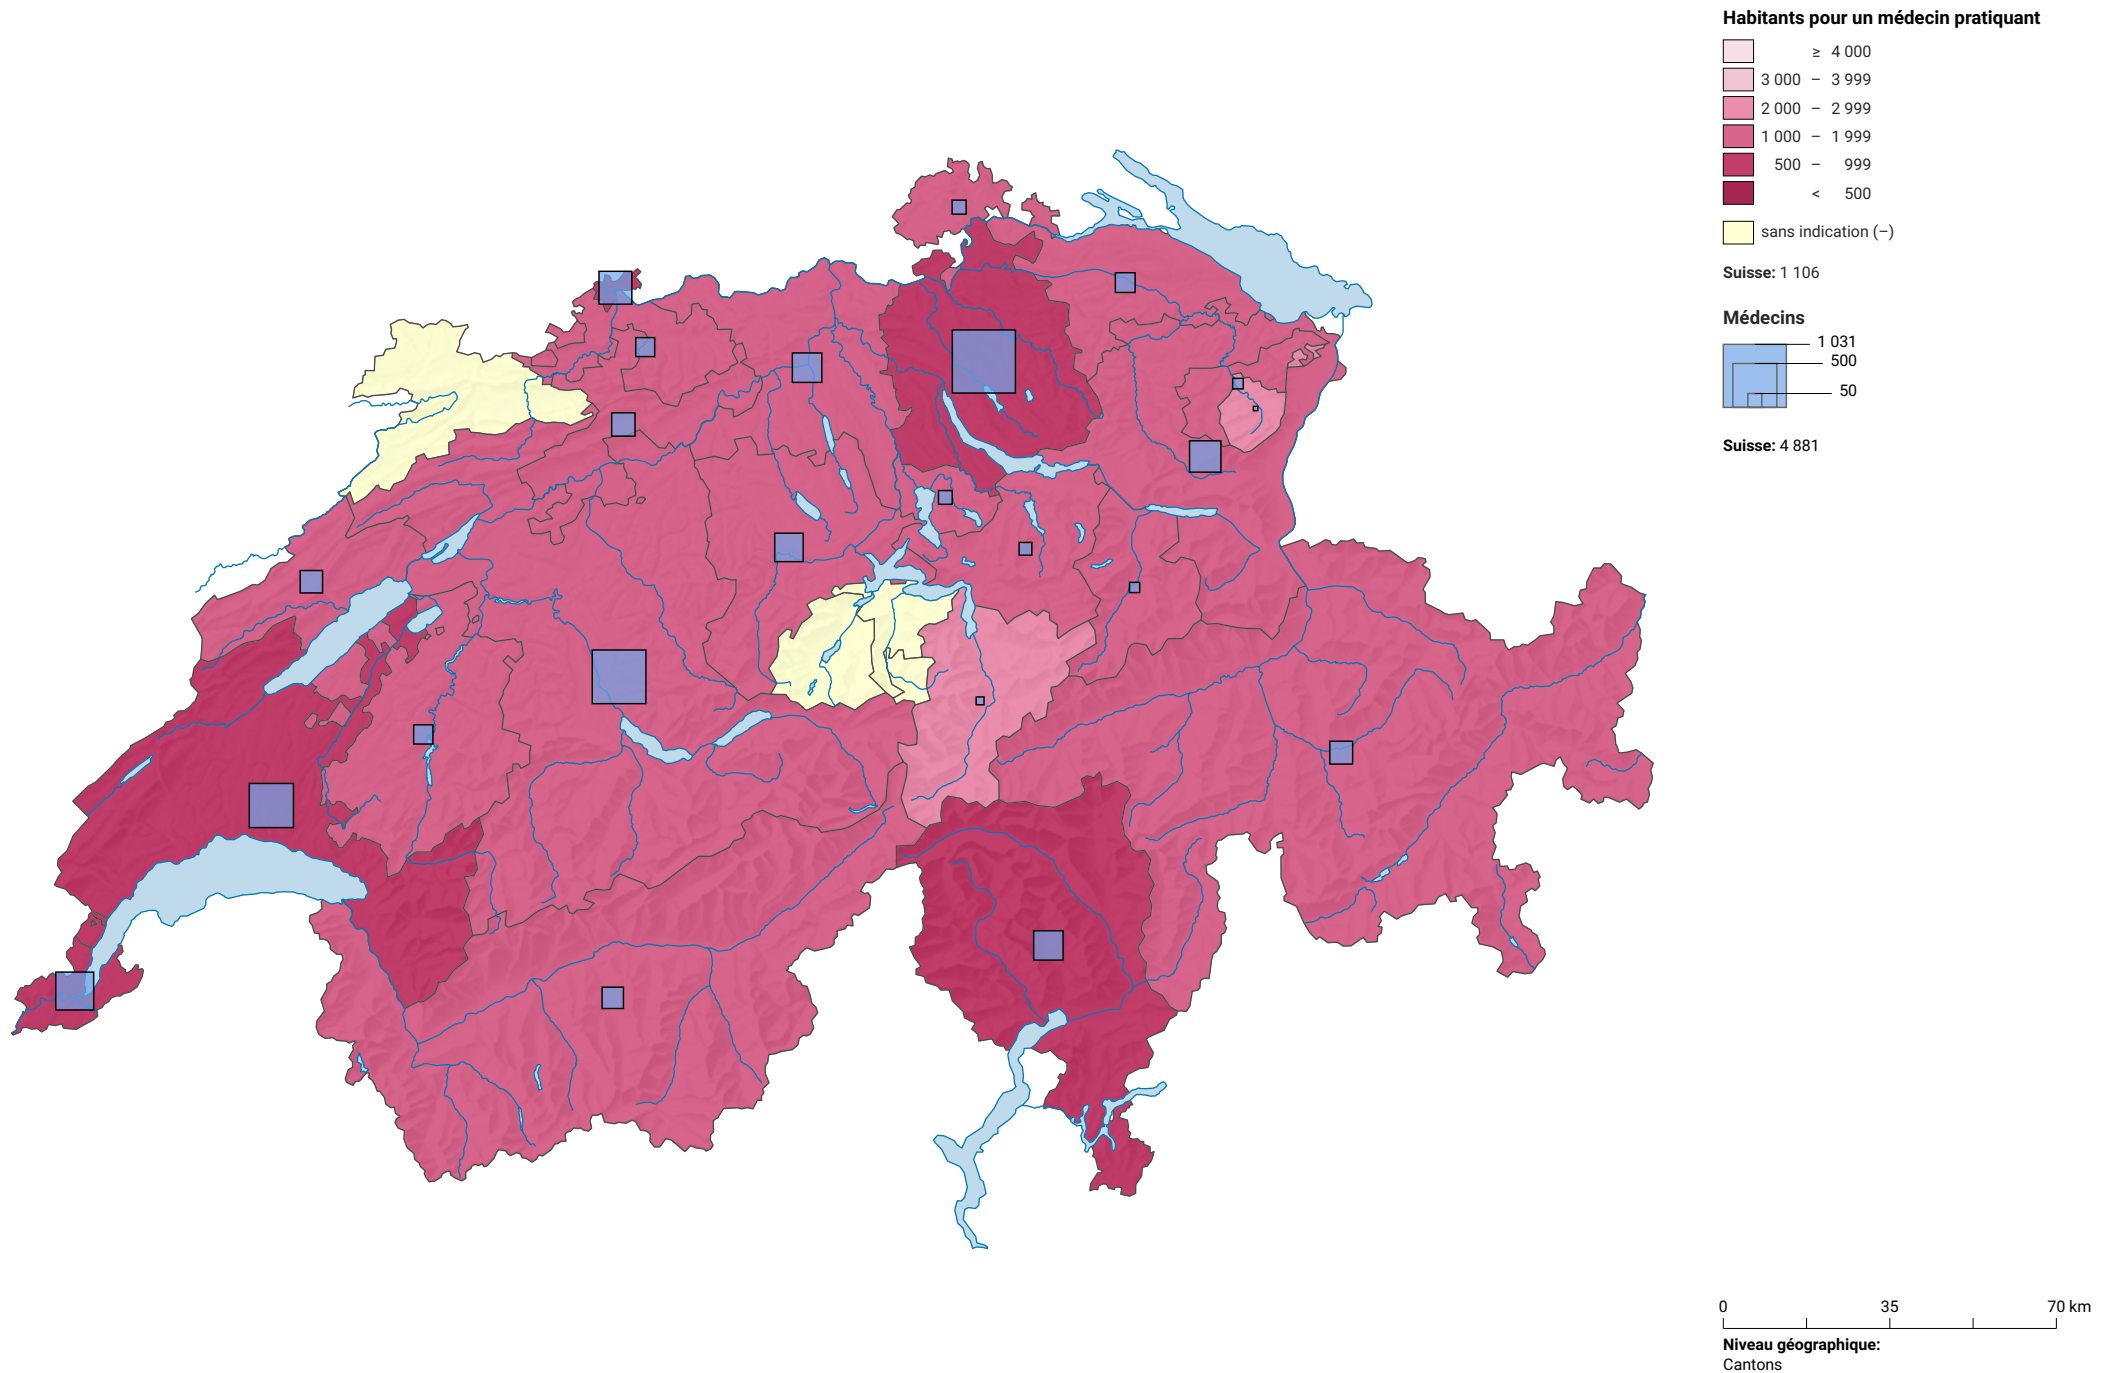 Habitants pour un médecin pratiquant
≥ 4 000
3 000 – 3 999
2 000 – 2 999
1 000 – 1 999
500 – 999
< 500
sans indication (–)
Suisse: 1 106
Médecins
1 031
500
50
Suisse: 4 881
0 35 70 km
Niveau géographique:
Cantons